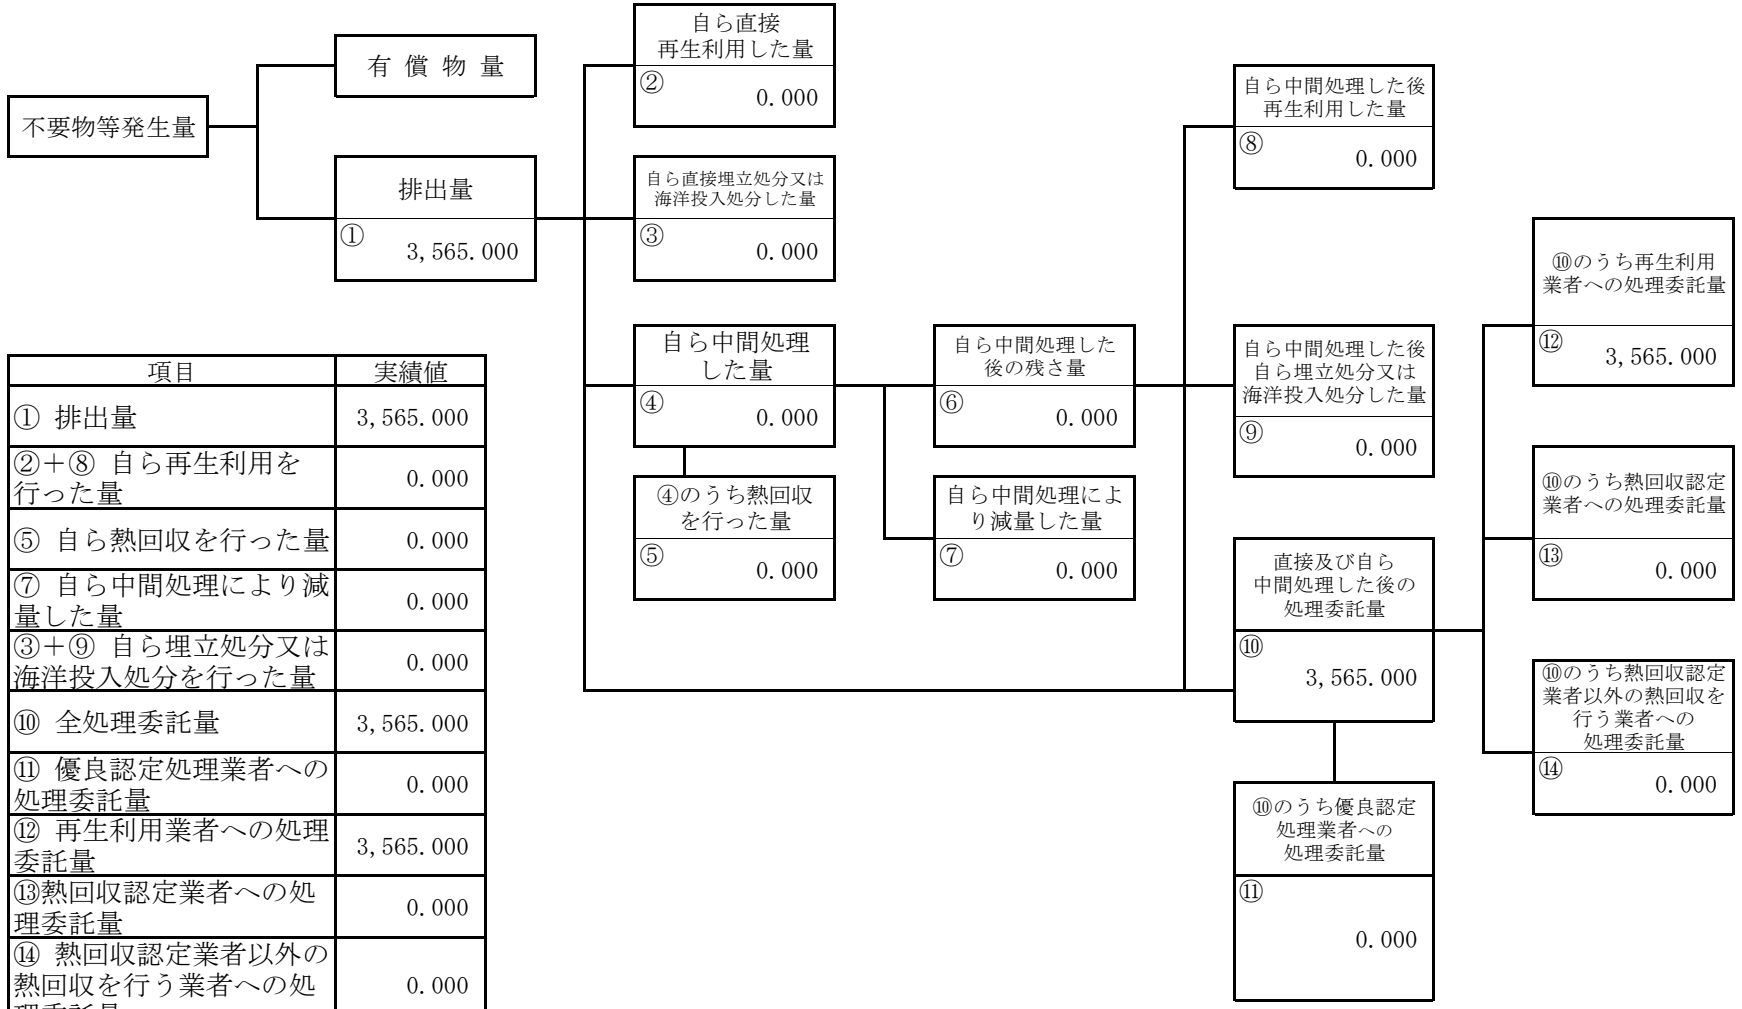 不要物等発生量
有 償 物 量
排出量
①
3,565.000
自ら直接
再生利用した量
②
0.000
自ら直接埋立処分又は
海洋投入処分した量
③
0.000
自ら中間処理
した量
④
0.000
④のうち熱回収
を行った量
⑤
0.000
自ら中間処理した
後の残さ量
⑥
0.000
自ら中間処理によ
り減量した量
⑦
0.000
自ら中間処理した後
再生利用した量
⑧
0.000
自ら中間処理した後
自ら埋立処分又は
海洋投入処分した量
⑨
0.000
直接及び自ら
中間処理した後の
処理委託量
⑩
3,565.000
⑩のうち優良認定
処理業者への
処理委託量
⑪
0.000
⑩のうち再生利用
業者への処理委託量
⑫
3,565.000
⑩のうち熱回収認定
業者への処理委託量
⑬
0.000
⑩のうち熱回収認定
業者以外の熱回収を
行う業者への
処理委託量
⑭
0.000
項目 実績値
① 排出量 3,565.000
②＋⑧ 自ら再生利用を
行った量 0.000
⑤ 自ら熱回収を行った量 0.000
⑦ 自ら中間処理により減
量した量 0.000
③＋⑨ 自ら埋立処分又は
海洋投入処分を行った量 0.000
⑩ 全処理委託量 3,565.000
⑪ 優良認定処理業者への
処理委託量 0.000
⑫ 再生利用業者への処理
委託量 3,565.000
⑬熱回収認定業者への処
理委託量 0.000
⑭ 熱回収認定業者以外の
熱回収を行う業者への処 0.000